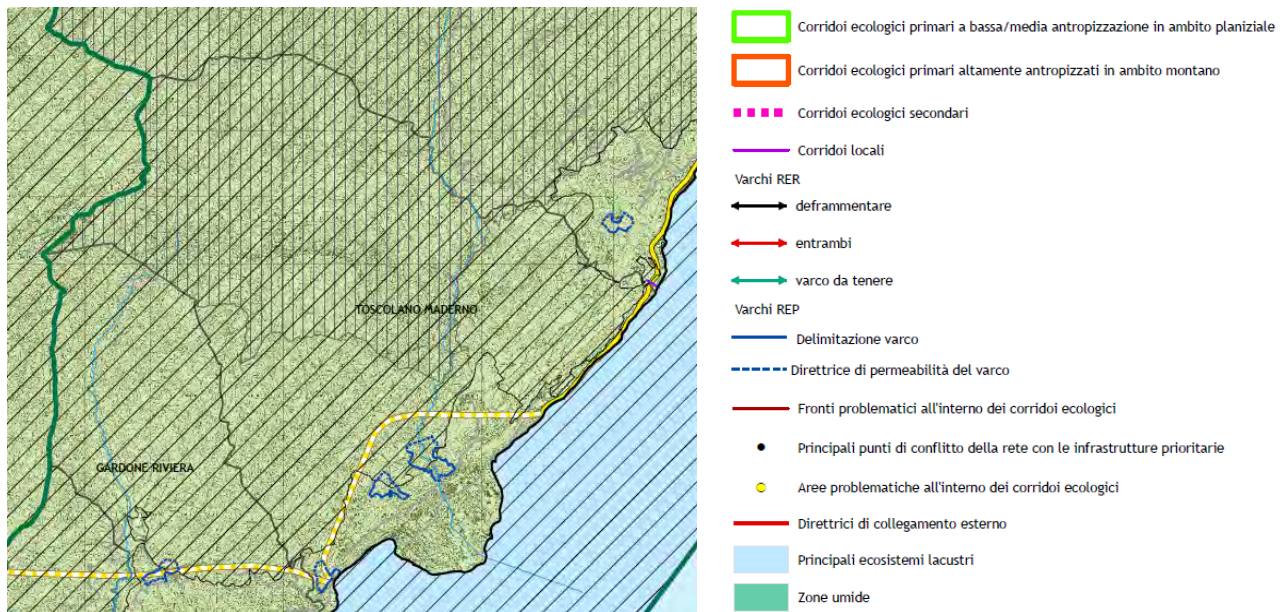 TOSCOLANO MADERNO
GARDONE RIVIERA
Corridoi ecologici primari a bassa/media antropizzazione in ambito planiziale
Corridoi ecologici primari altamente antropizzati in ambito montano
Corridoi ecologici secondari
Corridoi locali
Varchi RER
deframmentare
entrambi
varco da tenere
Varchi REP
Delimitazione varco
Direttrice di permeabilità del varco
Fronti problematici all'interno dei corridoi ecologici
Principali punti di conflitto della rete con le infrastrutture prioritarie
Aree problematiche all'interno dei corridoi ecologici
Direttrici di collegamento esterno
Principali ecosistemi lacustri
Zone umide